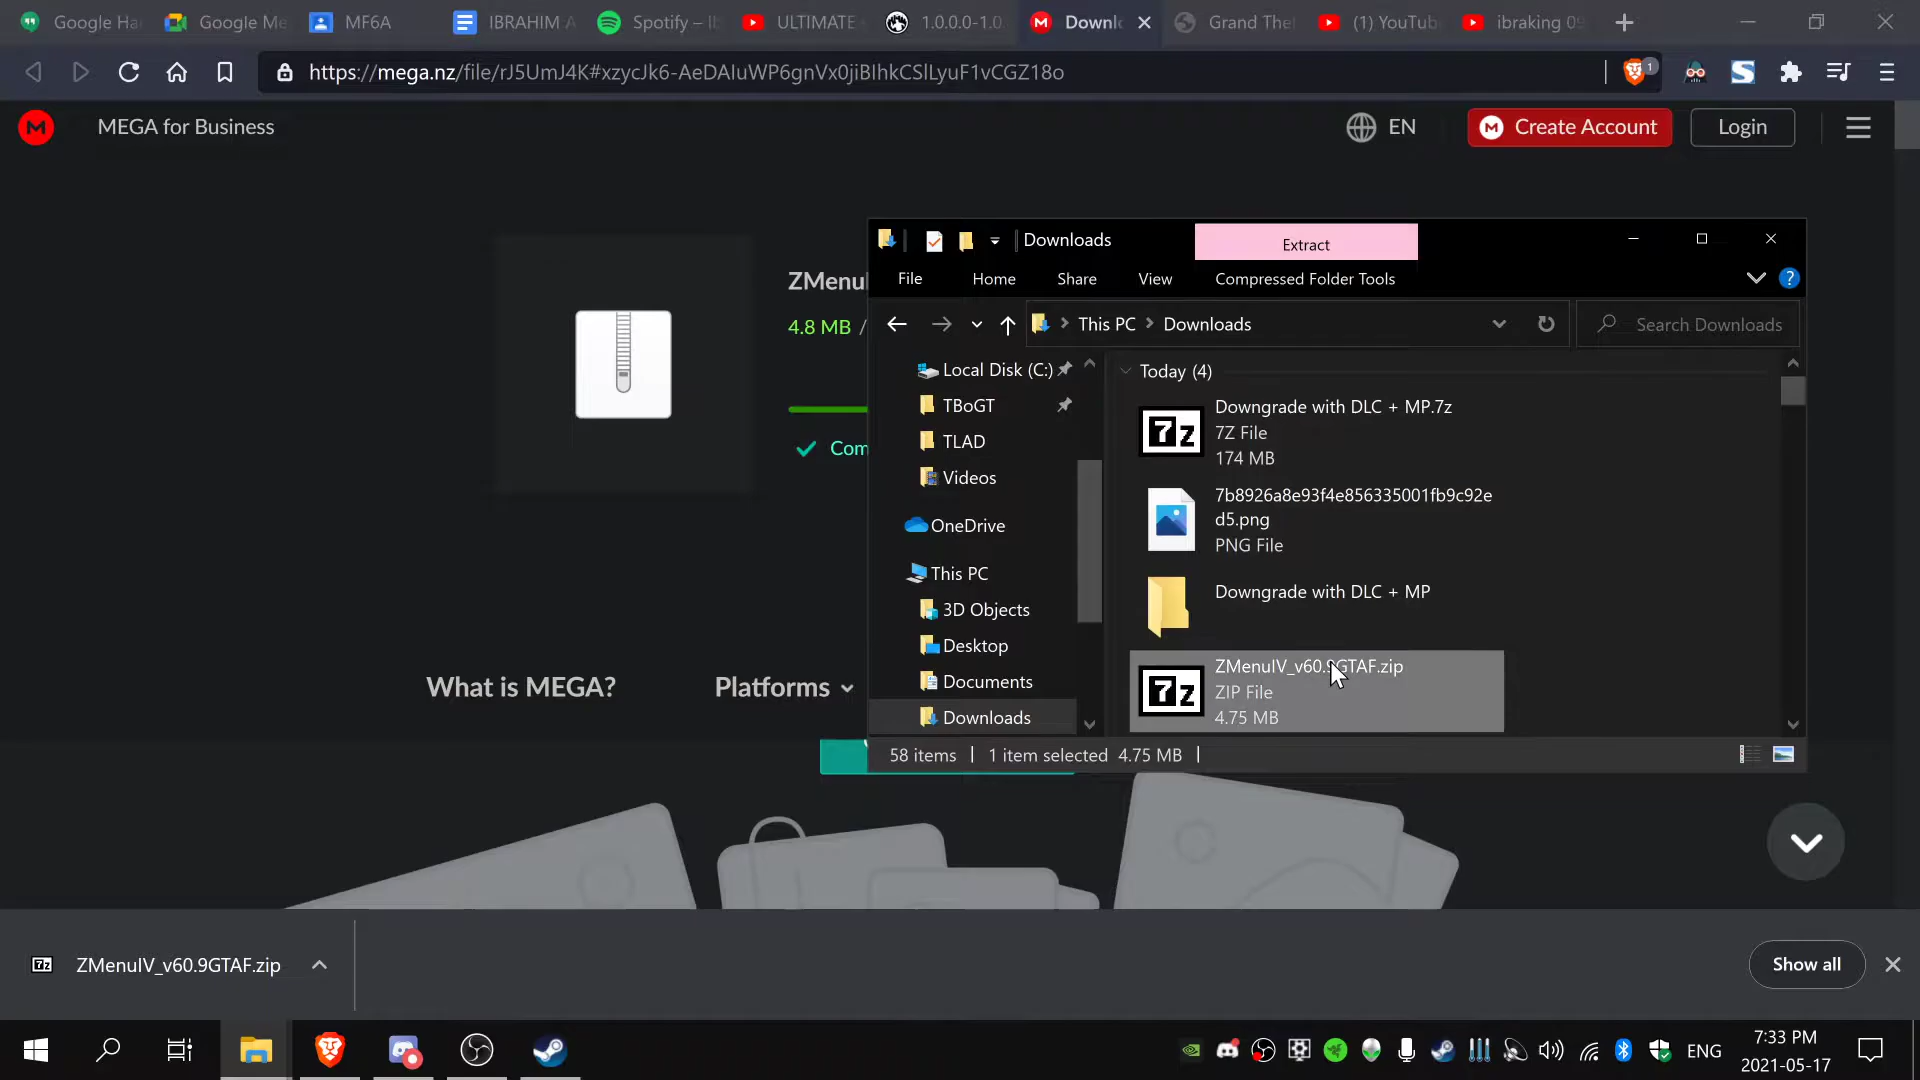 Google Ha
Google Me
MF6A
IBRAHIM A
Spotify – It
ULTIMATE
1.0.0.0-1.0
Downl
Grand The
(1) YouTub
ibraking 09
https://mega.nz/file/rJ5UmJ4K#xzycJk6-AeDAIuWP6gnVx0jiBIhkCSlLyuF1vCGZ18o
1
MEGA for Business
EN
Create Account
Login
ZMenuI
4.8 MB /
Com
What is MEGA?
Platforms
Downloads
Extract
File
Home
Share
View
Compressed Folder Tools
This PC
Downloads
Search Downloads
Local Disk (C:)
TBoGT
TLAD
Videos
OneDrive
This PC
3D Objects
Desktop
Documents
Downloads
Today (4)
Downgrade with DLC + MP.7z
7Z File
174 MB
7b8926a8e93f4e856335001fb9c92e
d5.png
PNG File
Downgrade with DLC + MP
ZMenuIV_v60.9GTAF.zip
ZIP File
4.75 MB
58 items
1 item selected 4.75 MB
ZMenuIV_v60.9GTAF.zip
Show all
ENG
7:33 PM
2021-05-17